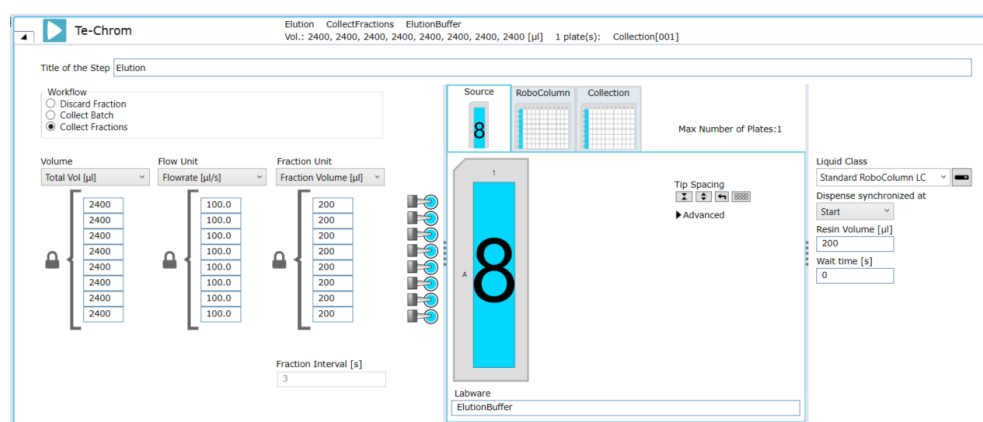 Te-Chrom
Elution CollectFractions ElutionBuffer
Vol.: 2400, 2400, 2400, 2400, 2400, 2400, 2400, 2400 [µl] 1 plate(s): Collection[001]
Title of the Step Elution
Workflow
Discard Fraction
Collect Batch
Collect Fractions
Volume Flow Unit Fraction Unit
Total Vol [µl] Flowrate [µl/s] Fraction Volume [µl]
2400 100.0 200
2400 100.0 200
2400 100.0 200
2400 100.0 200
2400 100.0 200
2400 100.0 200
2400 100.0 200
2400 100.0 200
Fraction Interval [s]
3
Source RoboColumn Collection
8
Max Number of Plates:1
1
A
8
Tip Spacing
Advanced
Labware
ElutionBuffer
Liquid Class
Standard RoboColumn LC
Dispense synchronized at
Start
Resin Volume [µl]
200
Wait time [s]
0